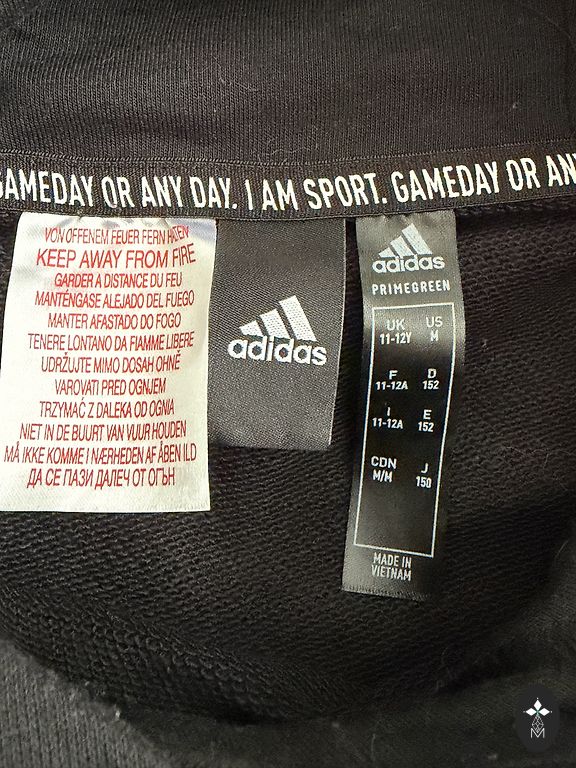 GAMEDAY OR ANY DAY. I AM SPORT. GAMEDAY OR AN
VON OFFENEM FEUER FERN HALTEN
KEEP AWAY FROM FIRE
GARDER A DISTANCE DU FEU
MANTÉNGASE ALEJADO DEL FUEGO
MANTER AFASTADO DO FOGO
TENERE LONTANO DA FIAMME LIBERE
UDRŽUJTE MIMO DOSAH OHNĚ
VAROVATI PRED OGNJEM
TRZYMAĆ Z DALEKA OD OGNIA
NIET IN DE BUURT VAN VUUR HOUDEN
MÅ IKKE KOMME I NÆRHEDEN AF ÅBEN ILD
ДА СЕ ПАЗИ ДАЛЕЧ ОТ ОГЪН
adidas
adidas
PRIMEGREEN
UK US
11-12Y M
F D
11-12A 152
I E
11-12A 152
CDN J
M/M 150
MADE IN
VIETNAM
M